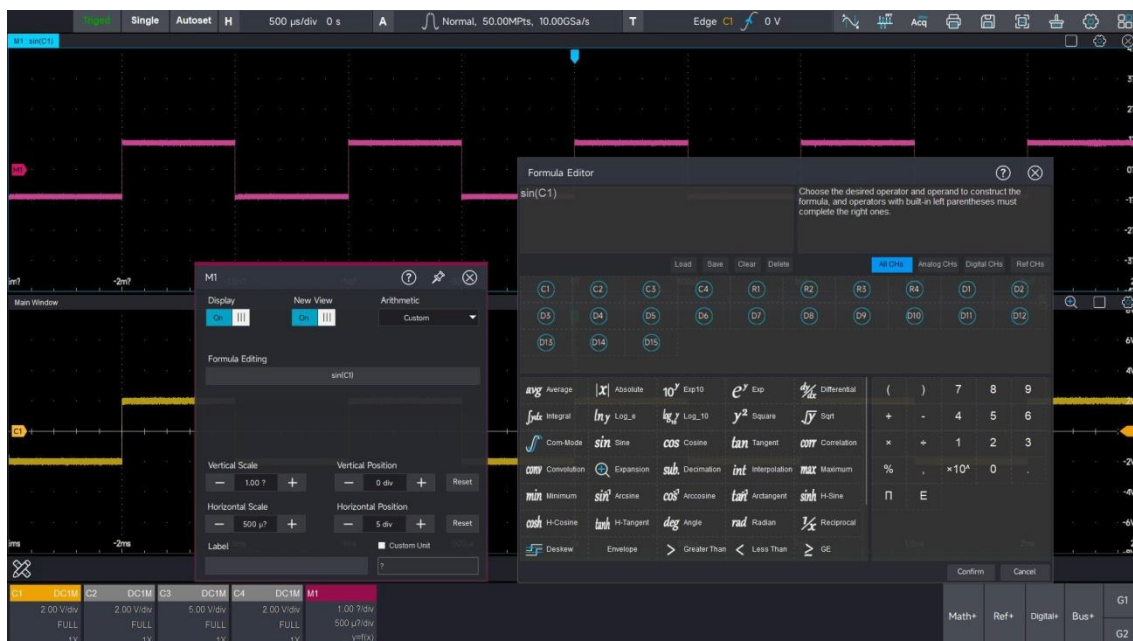 Triged Single Autoset H 500 µs/div 0 s A Normal, 50.00MPts, 10.00GSa/s T Edge C1 0 V Acq
M1 sin(C1)
M1
Formula Editor
sin(C1)
Choose the desired operator and operand to construct the
formula, and operators with built-in left parentheses must
complete the right ones.
Load Save Clear Delete All CHs Analog CHs Digital CHs Ref CHs
C1 C2 C3 C4 R1 R2 R3 R4 D1 D2
D3 D4 D5 D6 D7 D8 D9 D10 D11 D12
D13 D14 D15
avg Average |x| Absolute 10^y Exp10 e^y Exp dy/dx Differential ( ) 7 8 9
∫ydx Integral ln y Log_e log10 y Log_10 y² Square √y Sqrt + - 4 5 6
Com-Mode sin Sine cos Cosine tan Tangent corr Correlation × ÷ 1 2 3
conv Convolution Expansion sub. Decimation int Interpolation max Maximum % , ×10^ 0 .
min Minimum sin¹ Arcsine cos¹ Arccosine tan¹ Arctangent sinh H-Sine Π E
cosh H-Cosine tanh H-Tangent deg Angle rad Radian 1/x Reciprocal
Deskew Envelope > Greater Than < Less Than ≥ GE
Confirm Cancel
-2m?
Main Window
M1
Display New View Arithmetic
On On Custom
Formula Editing
sin(C1)
Vertical Scale Vertical Position
− 1.00 ? + − 0 div + Reset
Horizontal Scale Horizontal Position
− 500 µ? + − 5 div + Reset
Label Custom Unit
?
C1
-2ms
C1 DC1M C2 DC1M C3 DC1M C4 DC1M M1
2.00 V/div 2.00 V/div 5.00 V/div 2.00 V/div 1.00 ?/div
FULL FULL FULL FULL 500 µ?/div
1X 1X 1X 1X y=f(x)
Math+ Ref+ Digital+ Bus+ G1
G2